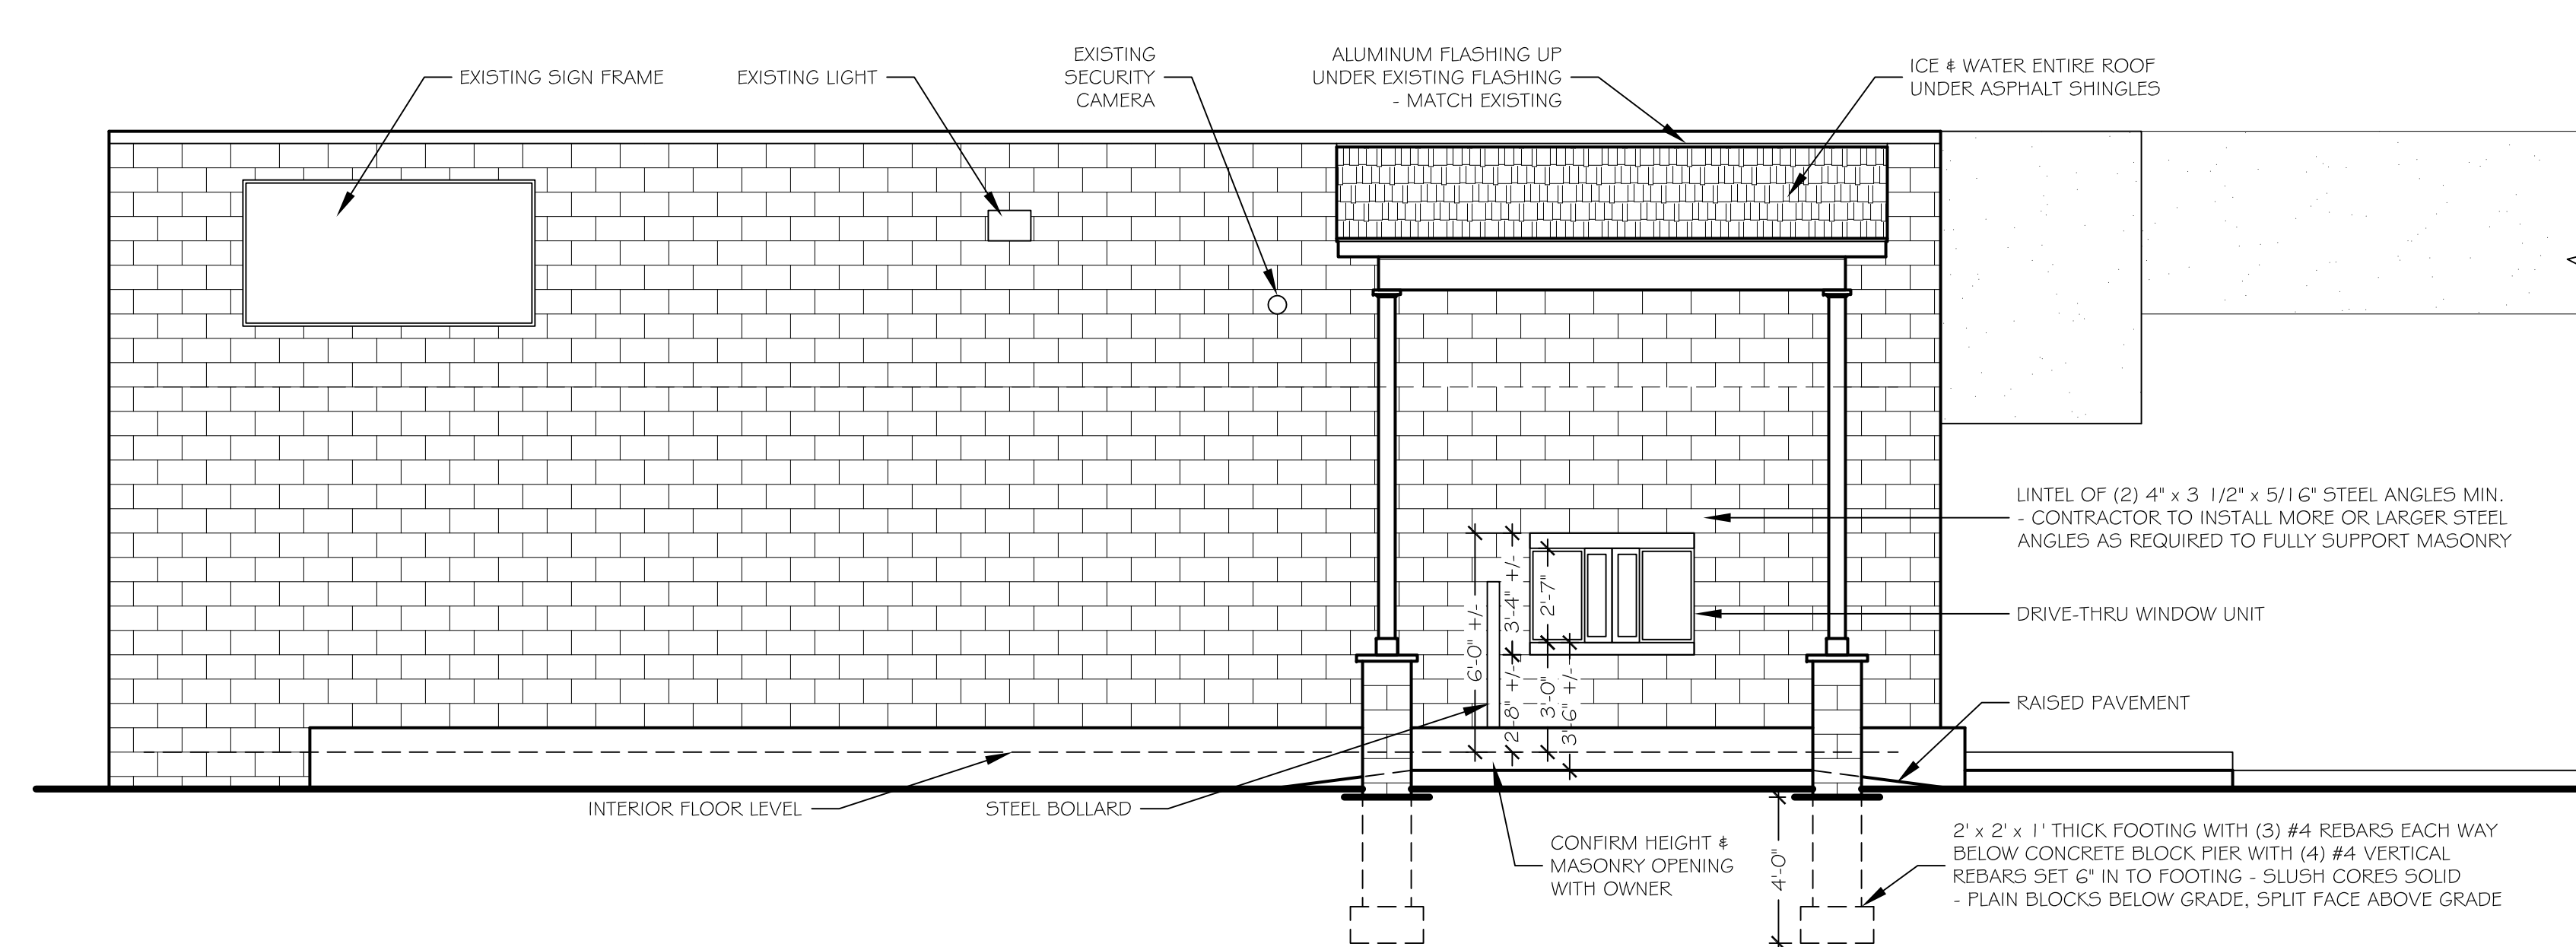 EXISTING SIGN FRAME
EXISTING LIGHT
EXISTING
SECURITY
CAMERA
ALUMINUM FLASHING UP
UNDER EXISTING FLASHING
- MATCH EXISTING
ICE & WATER ENTIRE ROOF
UNDER ASPHALT SHINGLES
LINTEL OF (2) 4" x 3 1/2" x 5/16" STEEL ANGLES MIN.
- CONTRACTOR TO INSTALL MORE OR LARGER STEEL
ANGLES AS REQUIRED TO FULLY SUPPORT MASONRY
DRIVE-THRU WINDOW UNIT
6'-0" +/-
3'-4" +/-
2'-7"
2'-8" +/-
3'-0"
3'-6" +/-
RAISED PAVEMENT
INTERIOR FLOOR LEVEL
STEEL BOLLARD
CONFIRM HEIGHT &
MASONRY OPENING
WITH OWNER
4'-0"
2' x 2' x 1' THICK FOOTING WITH (3) #4 REBARS EACH WAY
BELOW CONCRETE BLOCK PIER WITH (4) #4 VERTICAL
REBARS SET 6" IN TO FOOTING - SLUSH CORES SOLID
- PLAIN BLOCKS BELOW GRADE, SPLIT FACE ABOVE GRADE